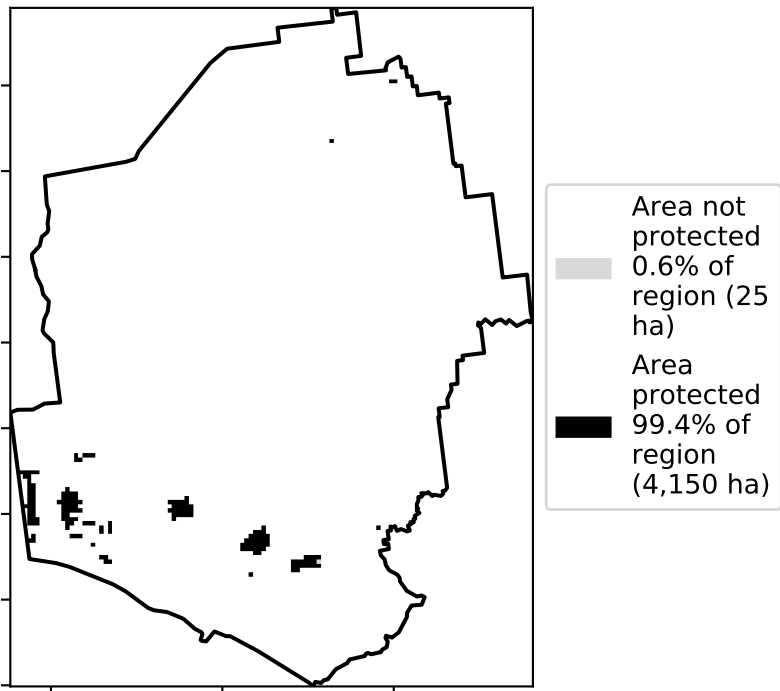 Area not
protected
0.6% of
region (25
ha)
Area
protected
99.4% of
region
(4,150 ha)